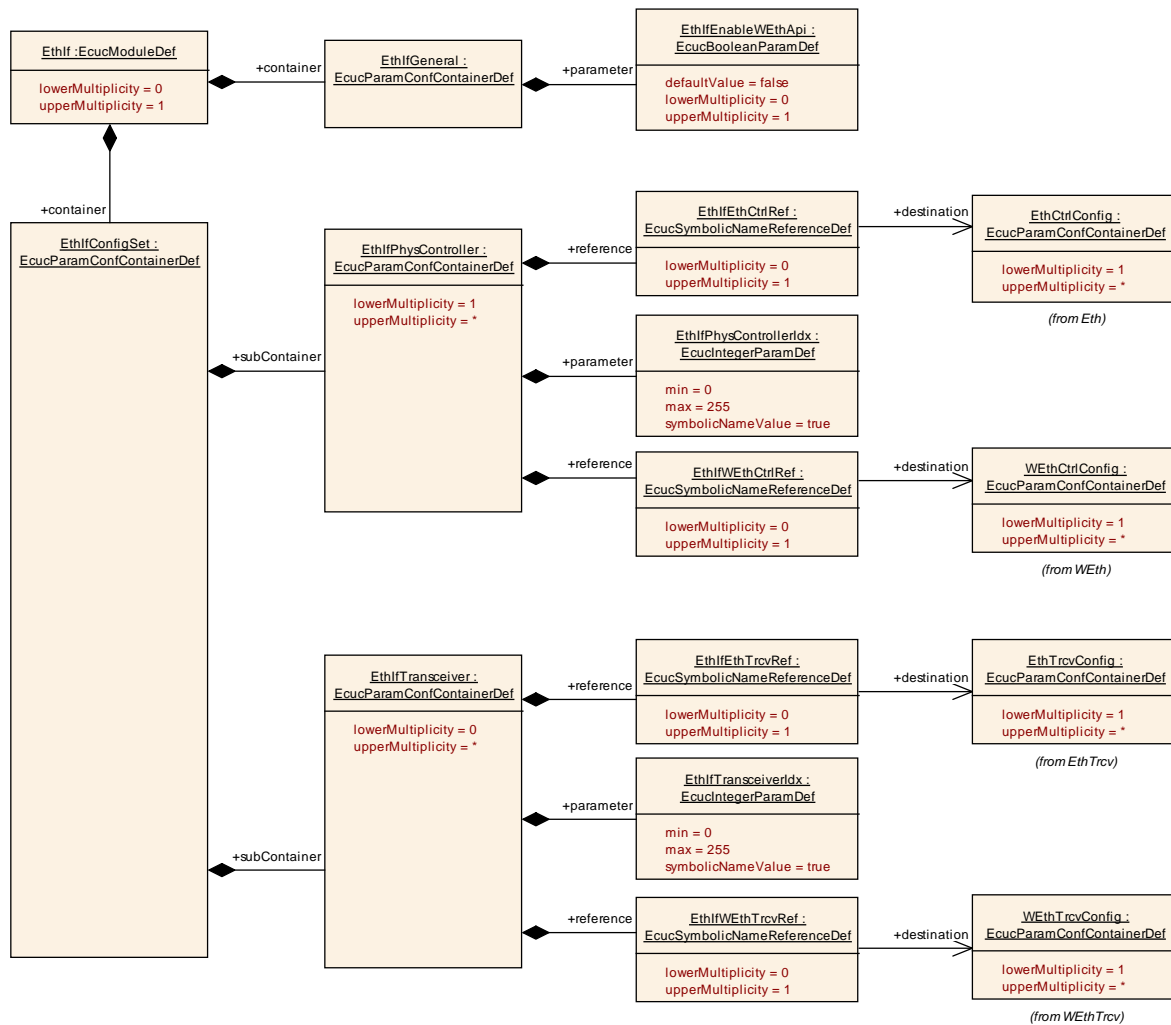 EthIf :EcucModuleDef
lowerMultiplicity = 0
upperMultiplicity = 1
+container
EthIfGeneral :
EcucParamConfContainerDef
+parameter
EthIfEnableWEthApi :
EcucBooleanParamDef
defaultValue = false
lowerMultiplicity = 0
upperMultiplicity = 1
+container
EthIfConfigSet :
EcucParamConfContainerDef
+subContainer
EthIfPhysController :
EcucParamConfContainerDef
lowerMultiplicity = 1
upperMultiplicity = *
+reference
EthIfEthCtrlRef :
EcucSymbolicNameReferenceDef
lowerMultiplicity = 0
upperMultiplicity = 1
+destination
EthCtrlConfig :
EcucParamConfContainerDef
lowerMultiplicity = 1
upperMultiplicity = *
(from Eth)
+parameter
EthIfPhysControllerIdx :
EcucIntegerParamDef
min = 0
max = 255
symbolicNameValue = true
+reference
EthIfWEthCtrlRef :
EcucSymbolicNameReferenceDef
lowerMultiplicity = 0
upperMultiplicity = 1
+destination
WEthCtrlConfig :
EcucParamConfContainerDef
lowerMultiplicity = 1
upperMultiplicity = *
(from WEth)
+subContainer
EthIfTransceiver :
EcucParamConfContainerDef
lowerMultiplicity = 0
upperMultiplicity = *
+reference
EthIfEthTrcvRef :
EcucSymbolicNameReferenceDef
lowerMultiplicity = 0
upperMultiplicity = 1
+destination
EthTrcvConfig :
EcucParamConfContainerDef
lowerMultiplicity = 1
upperMultiplicity = *
(from EthTrcv)
+parameter
EthIfTransceiverIdx :
EcucIntegerParamDef
min = 0
max = 255
symbolicNameValue = true
+reference
EthIfWEthTrcvRef :
EcucSymbolicNameReferenceDef
lowerMultiplicity = 0
upperMultiplicity = 1
+destination
WEthTrcvConfig :
EcucParamConfContainerDef
lowerMultiplicity = 1
upperMultiplicity = *
(from WEthTrcv)